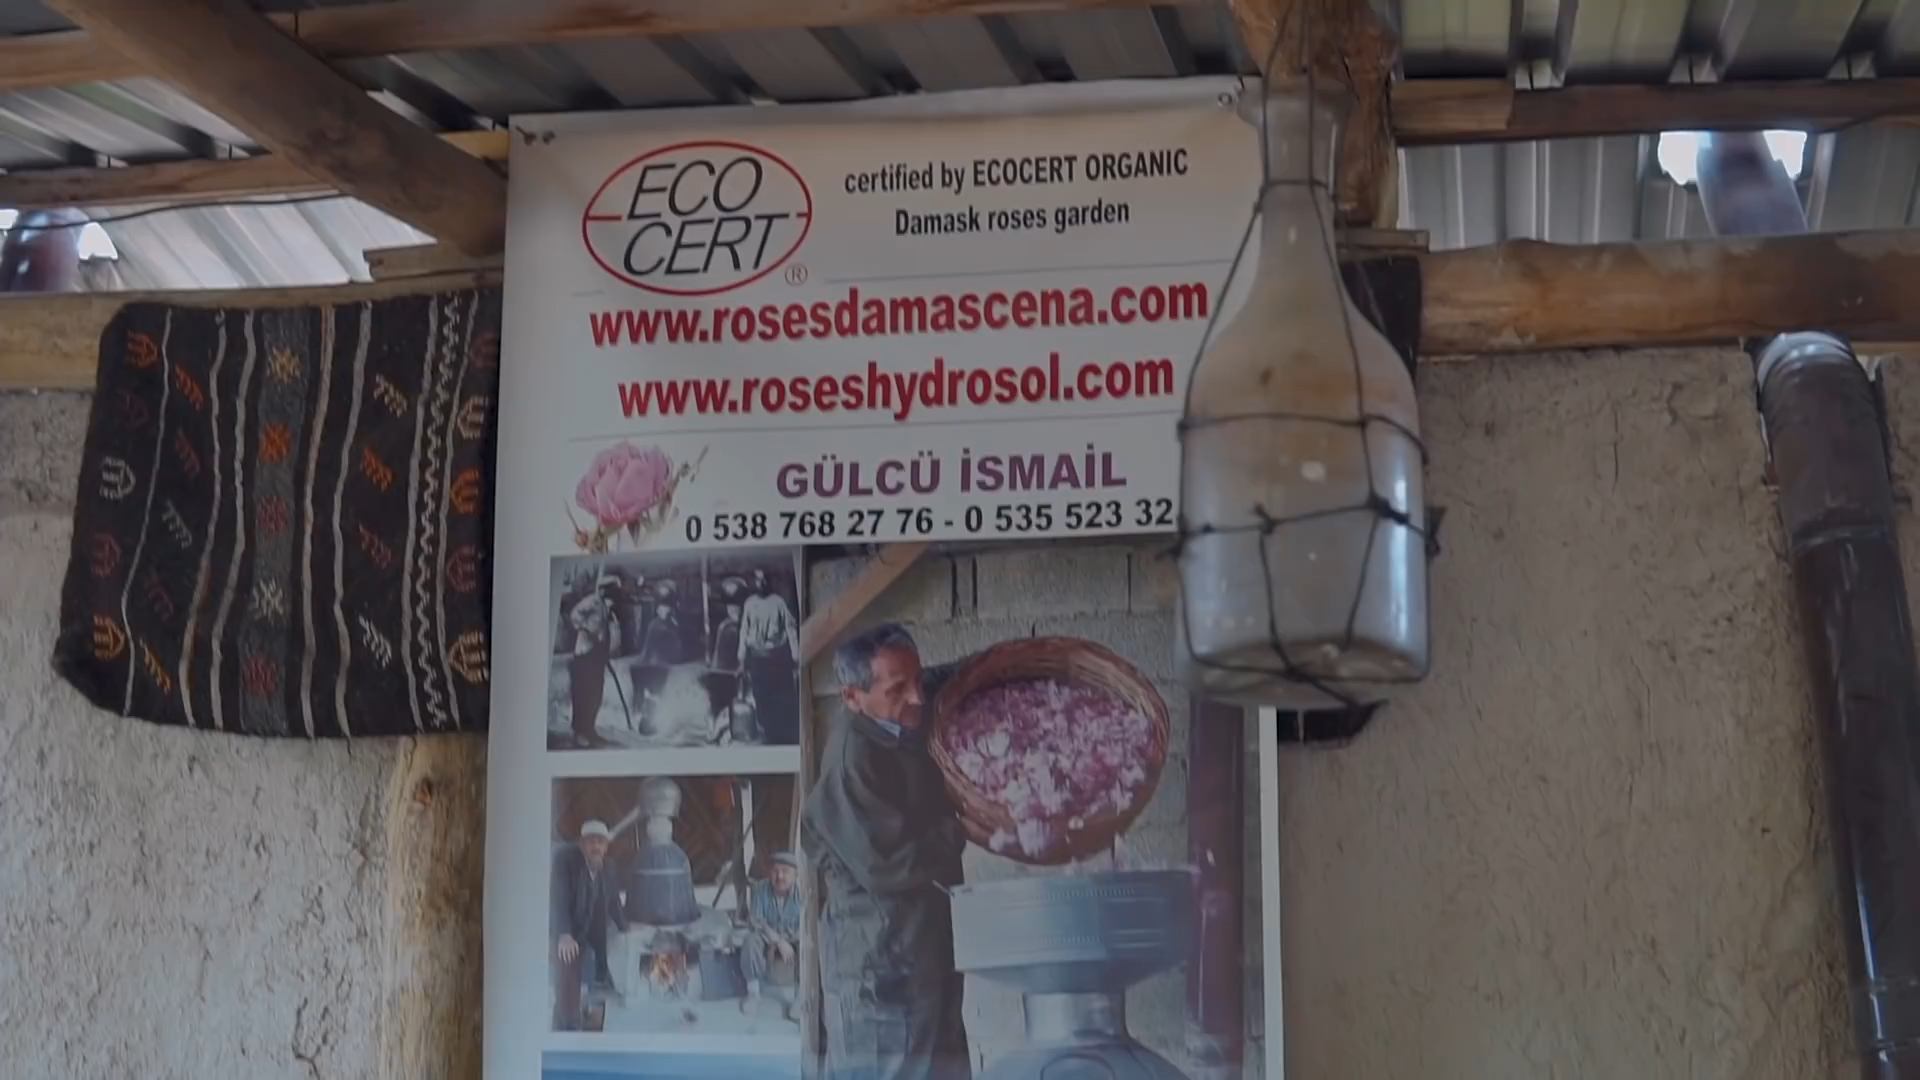 ECO
CERT
®
certified by ECOCERT ORGANIC
Damask roses garden
www.rosesdamascena.com
www.roseshydrosol.com
GÜLCÜ İSMAİL
0 538 768 27 76 - 0 535 523 32